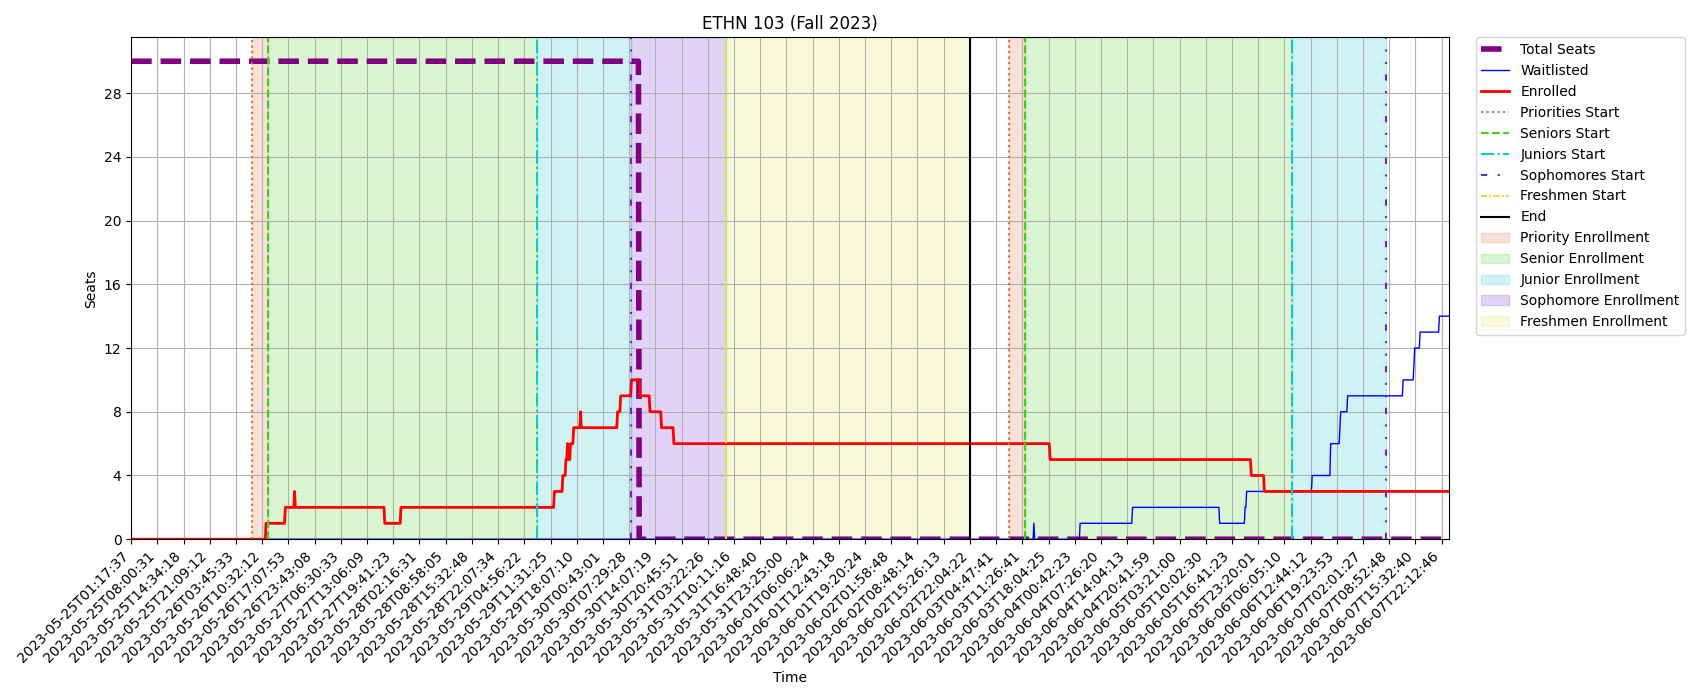 ETHN 103 (Fall 2023)
Seats
28
24
20
16
12
8
4
0
2023-05-25T01:17:37
2023-05-25T08:00:31
2023-05-25T14:34:18
2023-05-25T21:09:12
2023-05-26T03:45:33
2023-05-26T10:32:12
2023-05-26T17:07:53
2023-05-26T23:43:08
2023-05-27T06:30:33
2023-05-27T13:06:09
2023-05-27T19:41:23
2023-05-28T02:16:31
2023-05-28T08:58:05
2023-05-28T15:32:48
2023-05-28T22:07:34
2023-05-29T04:56:22
2023-05-29T11:31:25
2023-05-29T18:07:10
2023-05-30T00:43:01
2023-05-30T07:29:28
2023-05-30T14:07:19
2023-05-30T20:45:51
2023-05-31T03:22:26
2023-05-31T10:11:16
2023-05-31T16:48:40
2023-05-31T23:25:00
2023-06-01T06:06:24
2023-06-01T12:43:18
2023-06-01T19:20:24
2023-06-02T01:58:48
2023-06-02T08:48:14
2023-06-02T15:26:13
2023-06-02T22:04:22
2023-06-03T04:47:41
2023-06-03T11:26:41
2023-06-03T18:04:25
2023-06-04T00:42:23
2023-06-04T07:26:20
2023-06-04T14:04:13
2023-06-04T20:41:59
2023-06-05T03:21:00
2023-06-05T10:02:30
2023-06-05T16:41:23
2023-06-05T23:20:01
2023-06-06T06:05:10
2023-06-06T12:44:12
2023-06-06T19:23:53
2023-06-07T02:01:27
2023-06-07T08:52:48
2023-06-07T15:32:40
2023-06-07T22:12:46
Time
Total Seats
Waitlisted
Enrolled
Priorities Start
Seniors Start
Juniors Start
Sophomores Start
Freshmen Start
End
Priority Enrollment
Senior Enrollment
Junior Enrollment
Sophomore Enrollment
Freshmen Enrollment